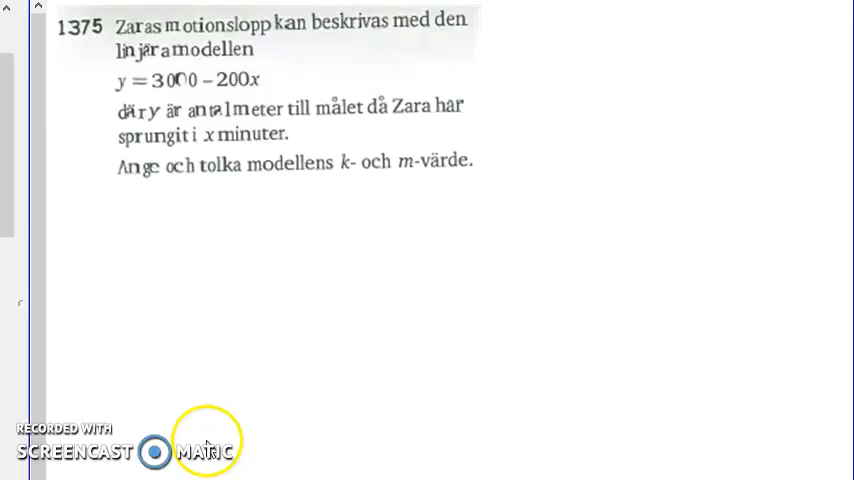 1375 Zaras motionslopp kan beskrivas med den
linjära modellen
y = 3000 – 200x
där y är antal meter till målet då Zara har
sprungit i x minuter.
Ange och tolka modellens k- och m-värde.
RECORDED WITH
SCREENCAST MATIC